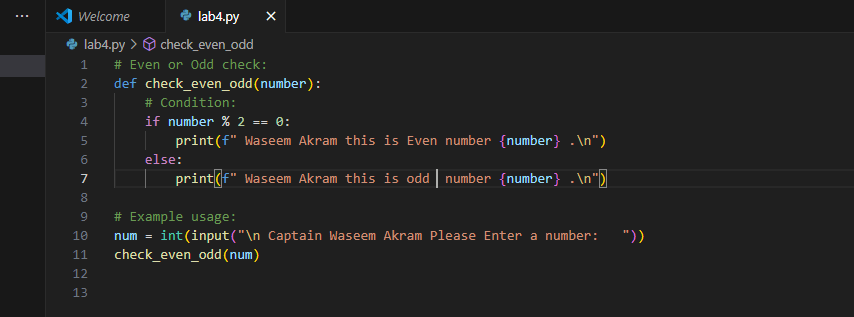 ... Welcome lab4.py ×
lab4.py > check_even_odd
1 # Even or Odd check:
2 def check_even_odd(number):
3     # Condition:
4     if number % 2 == 0:
5         print(f" Waseem Akram this is Even number {number} .\n")
6     else:
7         print(f" Waseem Akram this is odd  number {number} .\n")
8
9 # Example usage:
10 num = int(input("\n Captain Waseem Akram Please Enter a number:   "))
11 check_even_odd(num)
12
13